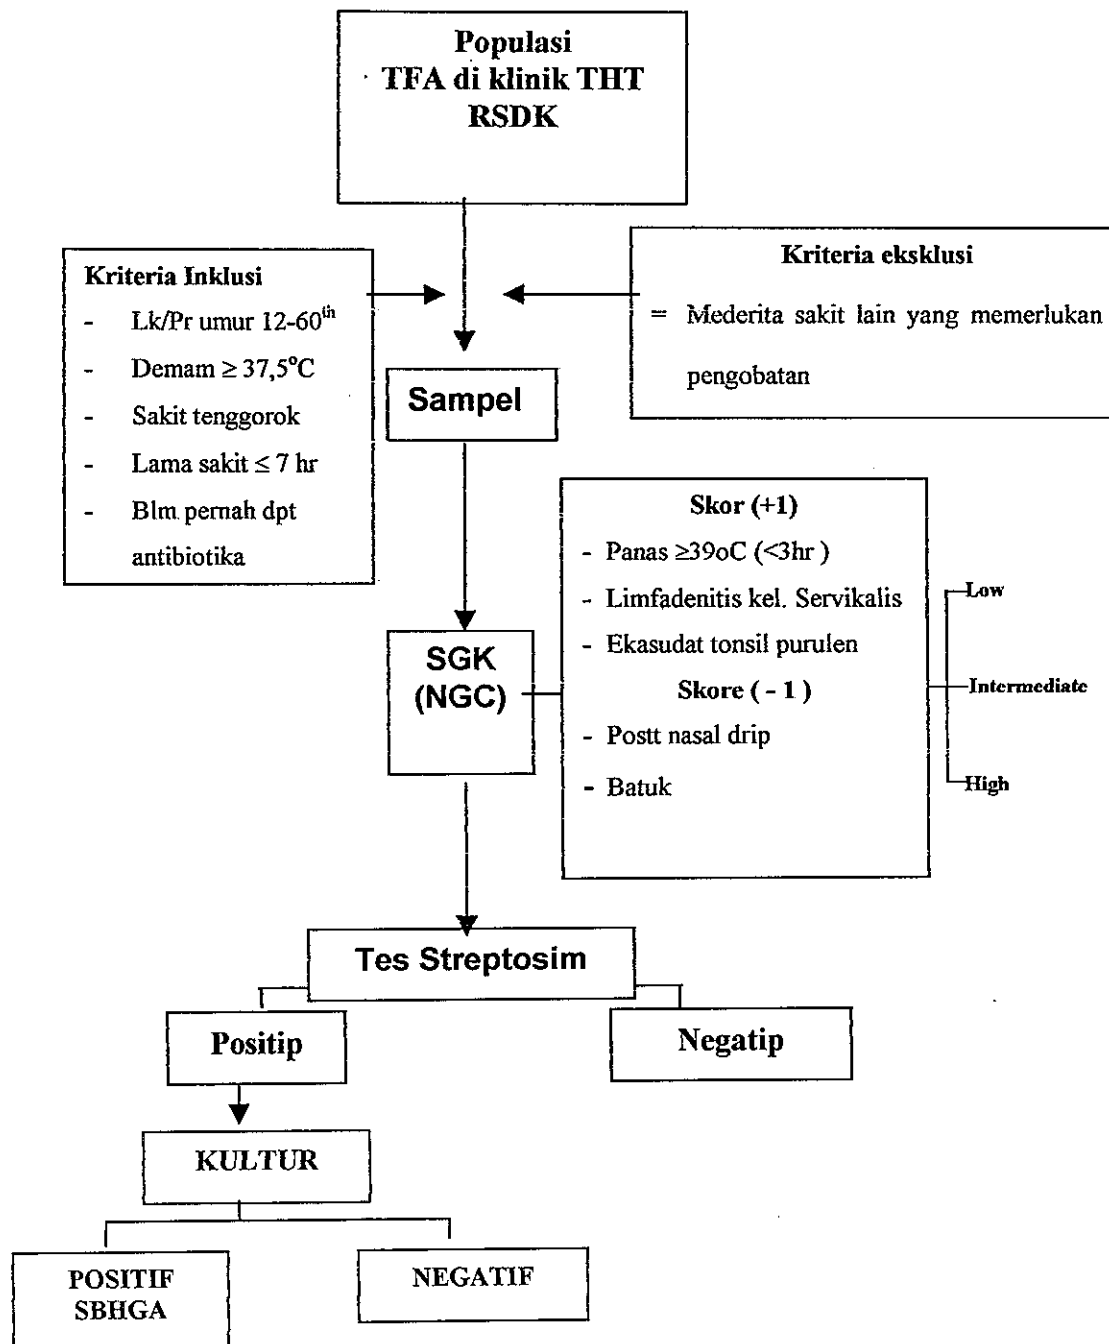 Populasi
TFA di klinik THT
RSDK
Kriteria Inklusi
- Lk/Pr umur 12-60th
- Demam ≥ 37,5°C
- Sakit tenggorok
- Lama sakit ≤ 7 hr
- Blm pernah dpt
antibiotika
Kriteria eksklusi
= Mederita sakit lain yang memerlukan
pengobatan
Sampel
SGK
(NGC)
Skor (+1)
- Panas ≥39oC (<3hr )
- Limfadenitis kel. Servikalis
- Ekasudat tonsil purulen
Skore ( - 1 )
- Postt nasal drip
- Batuk
Low
Intermediate
High
Tes Streptosim
Positip
Negatip
KULTUR
POSITIF
SBHGA
NEGATIF